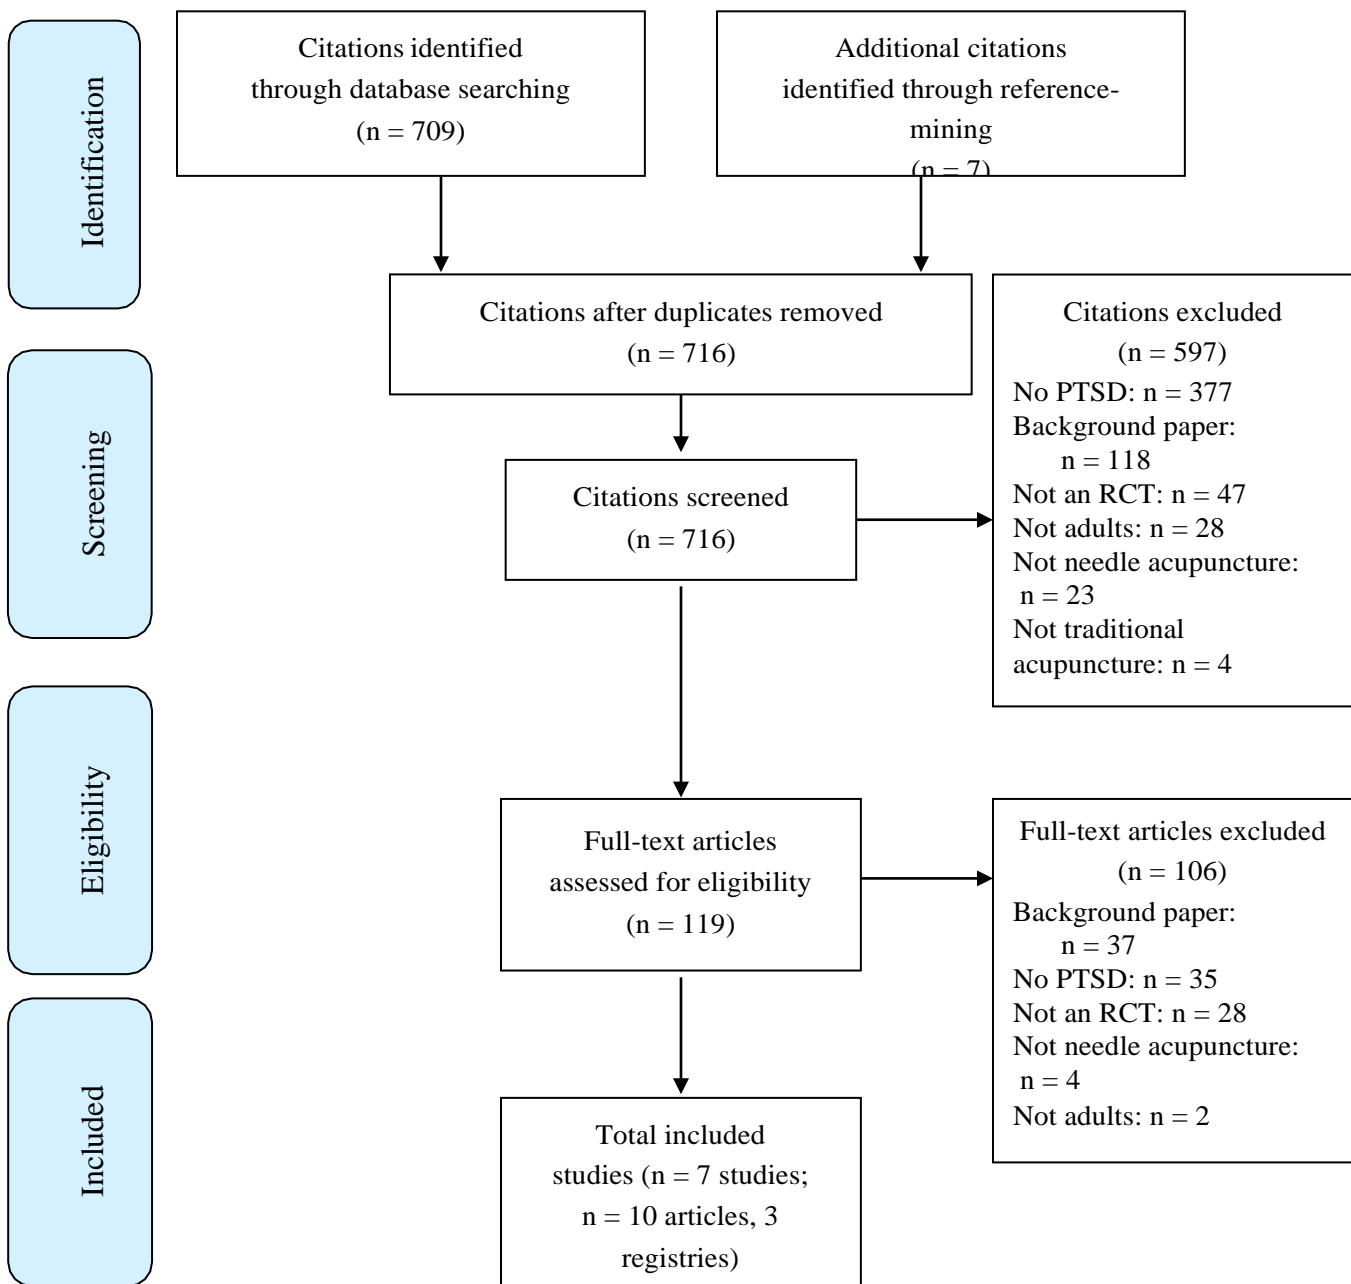 Identification
Citations identified
through database searching
(n = 709)
Additional citations
identified through reference-
mining
(n = 7)
Citations after duplicates removed
(n = 716)
Screening
Citations screened
(n = 716)
Citations excluded
(n = 597)
No PTSD: n = 377
Background paper:
n = 118
Not an RCT: n = 47
Not adults: n = 28
Not needle acupuncture:
n = 23
Not traditional
acupuncture: n = 4
Eligibility
Full-text articles
assessed for eligibility
(n = 119)
Full-text articles excluded
(n = 106)
Background paper:
n = 37
No PTSD: n = 35
Not an RCT: n = 28
Not needle acupuncture:
n = 4
Not adults: n = 2
Included
Total included
studies (n = 7 studies;
n = 10 articles, 3
registries)